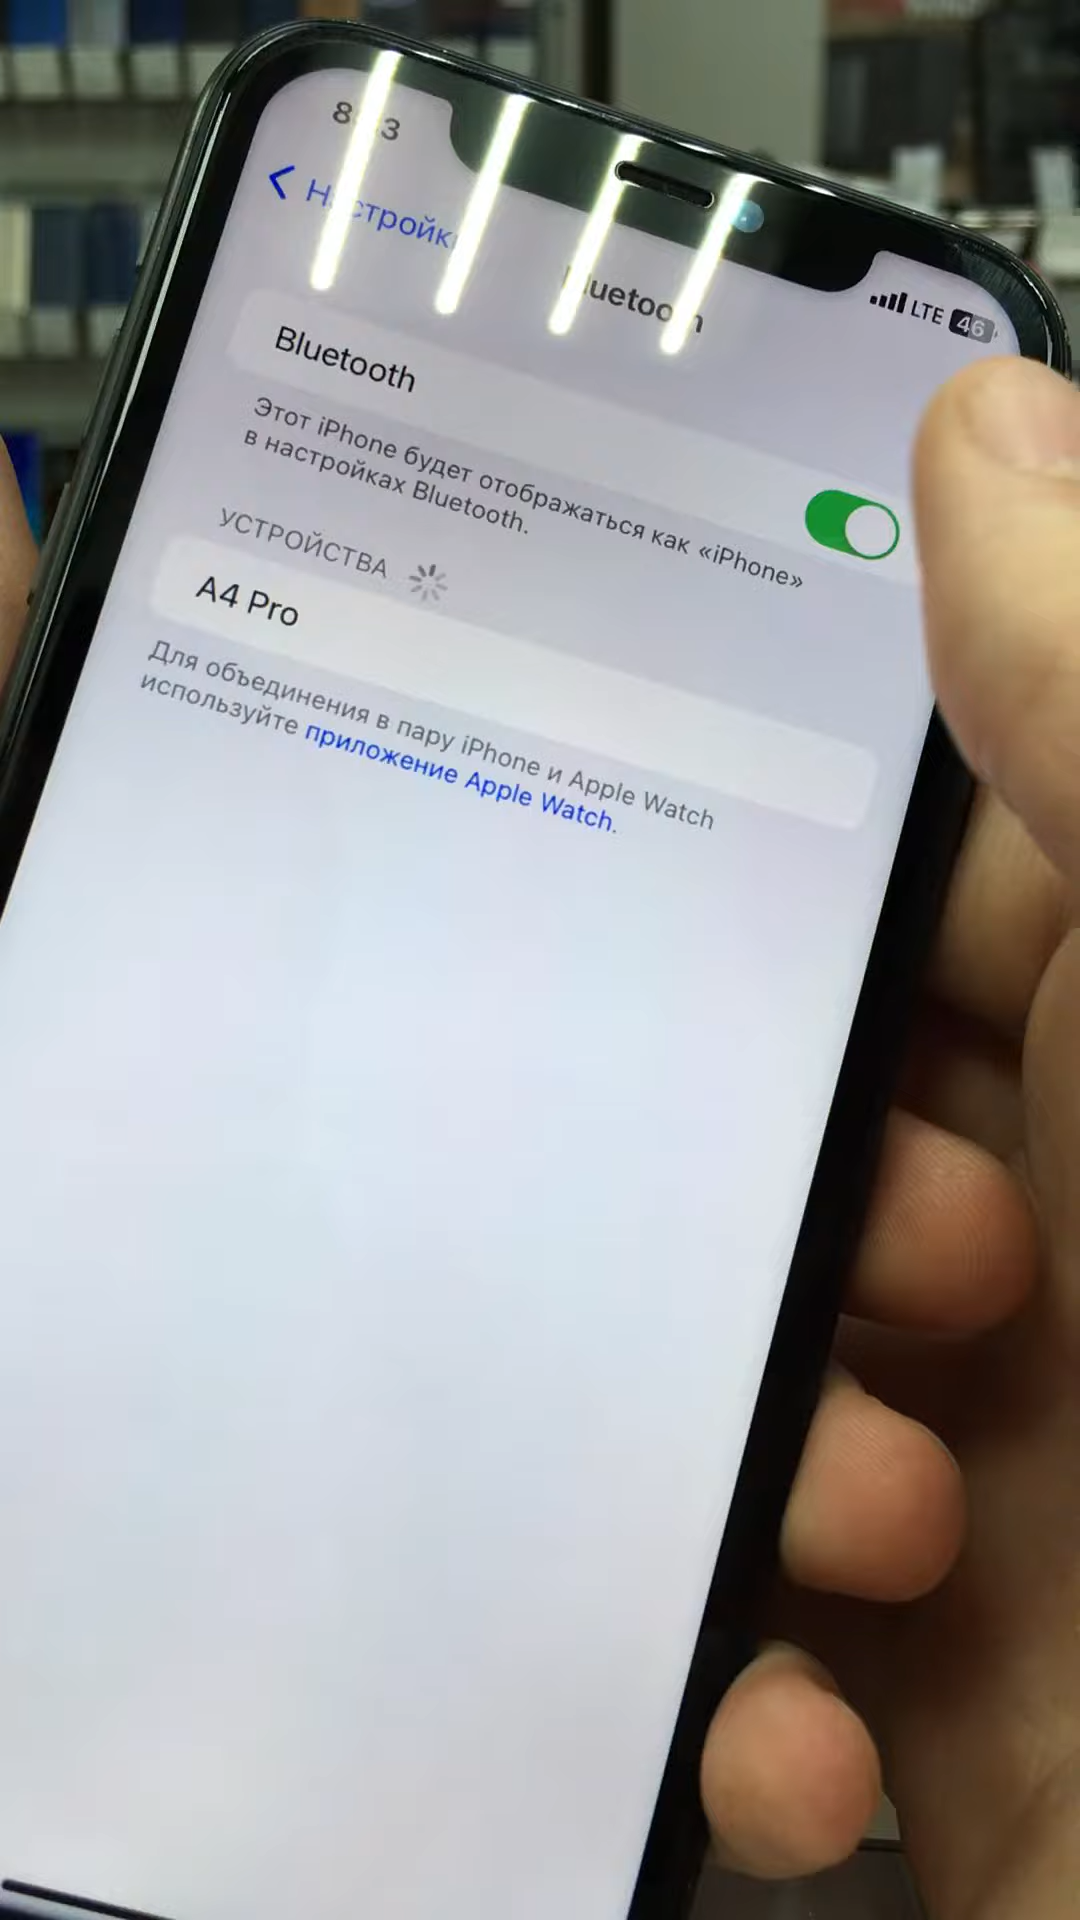 LTE 46
Bluetooth
Этот iPhone будет отображаться как «iPhone»
в настройках Bluetooth.
УСТРОЙСТВА
A4 Pro
Для объединения в пару iPhone и Apple Watch
используйте приложение Apple Watch.